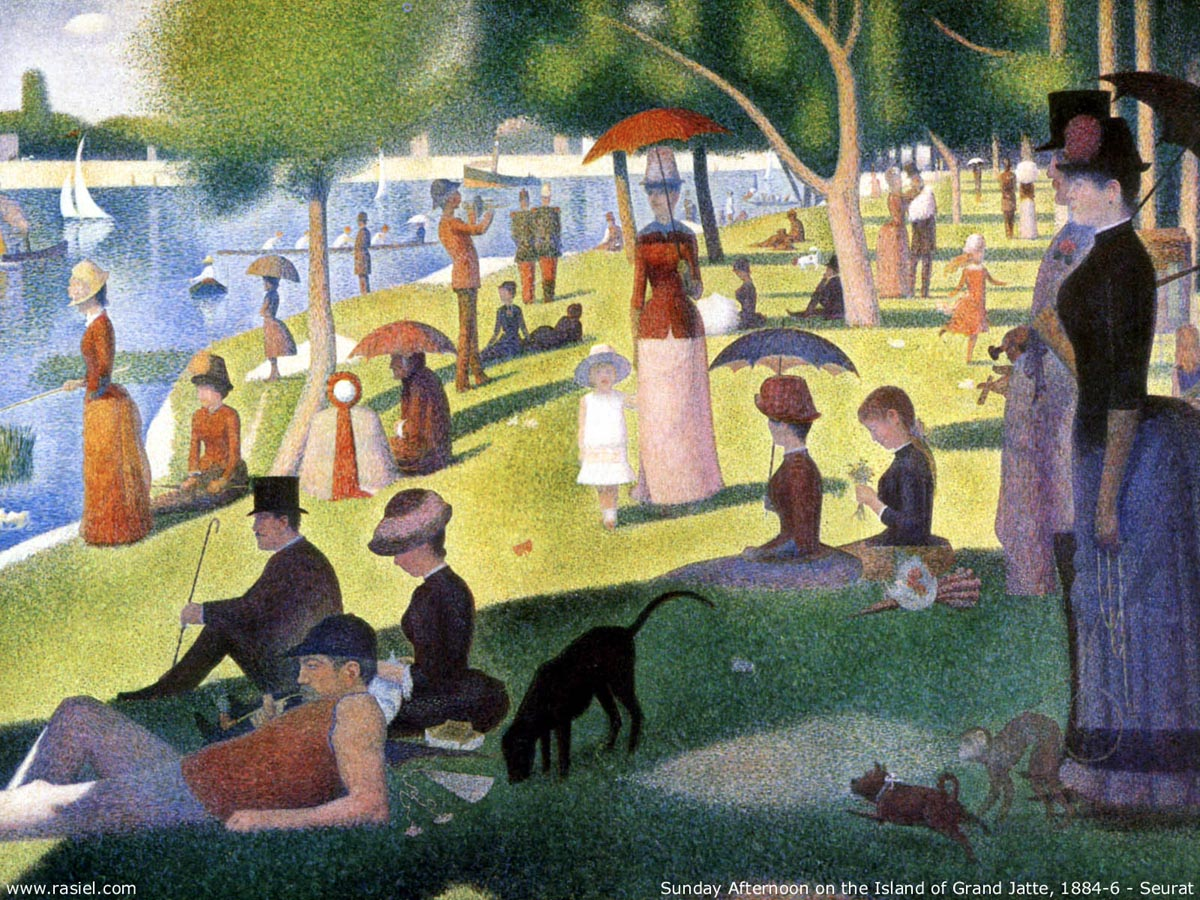 www.rasiel.com
Sunday Afternoon on the Island of Grand Jatte, 1884-6 - Seurat